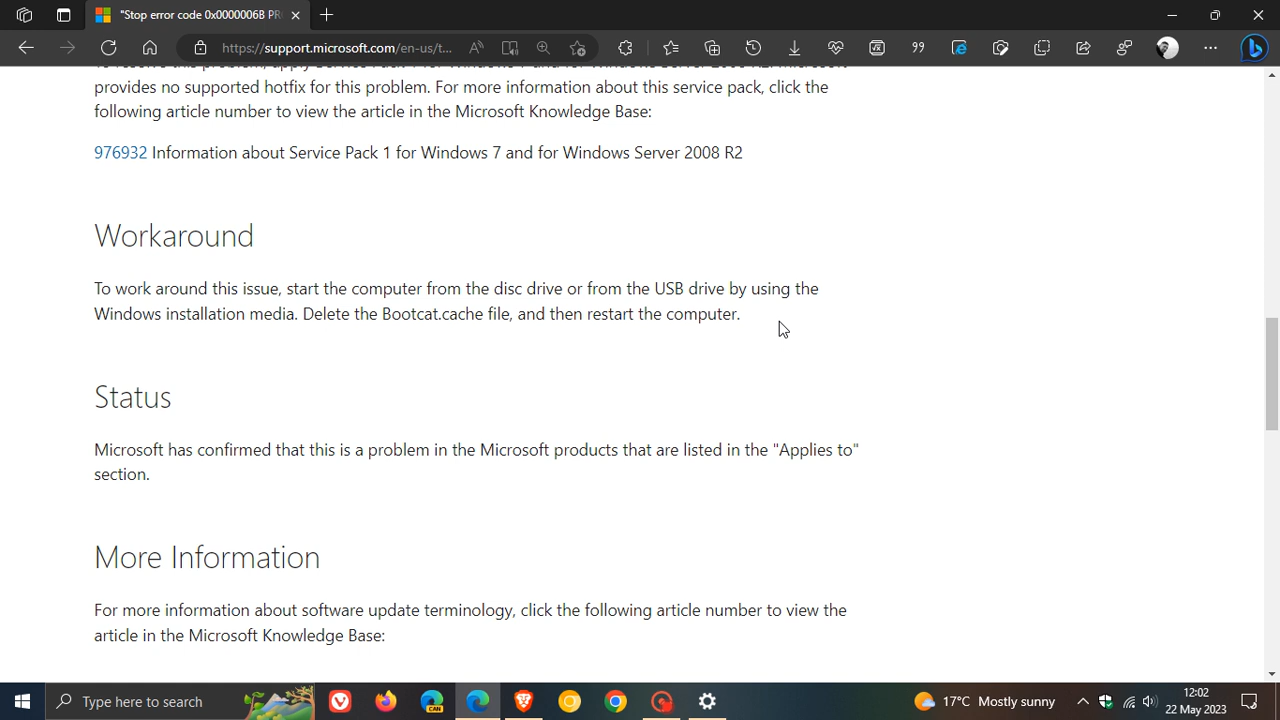 "Stop error code 0x0000006B PR
https://support.microsoft.com/en-us/t...
provides no supported hotfix for this problem. For more information about this service pack, click the
following article number to view the article in the Microsoft Knowledge Base:
976932 Information about Service Pack 1 for Windows 7 and for Windows Server 2008 R2
Workaround
To work around this issue, start the computer from the disc drive or from the USB drive by using the
Windows installation media. Delete the Bootcat.cache file, and then restart the computer.
Status
Microsoft has confirmed that this is a problem in the Microsoft products that are listed in the "Applies to"
section.
More Information
For more information about software update terminology, click the following article number to view the
article in the Microsoft Knowledge Base:
Type here to search
CAN
17°C Mostly sunny
12:02
22 May 2023